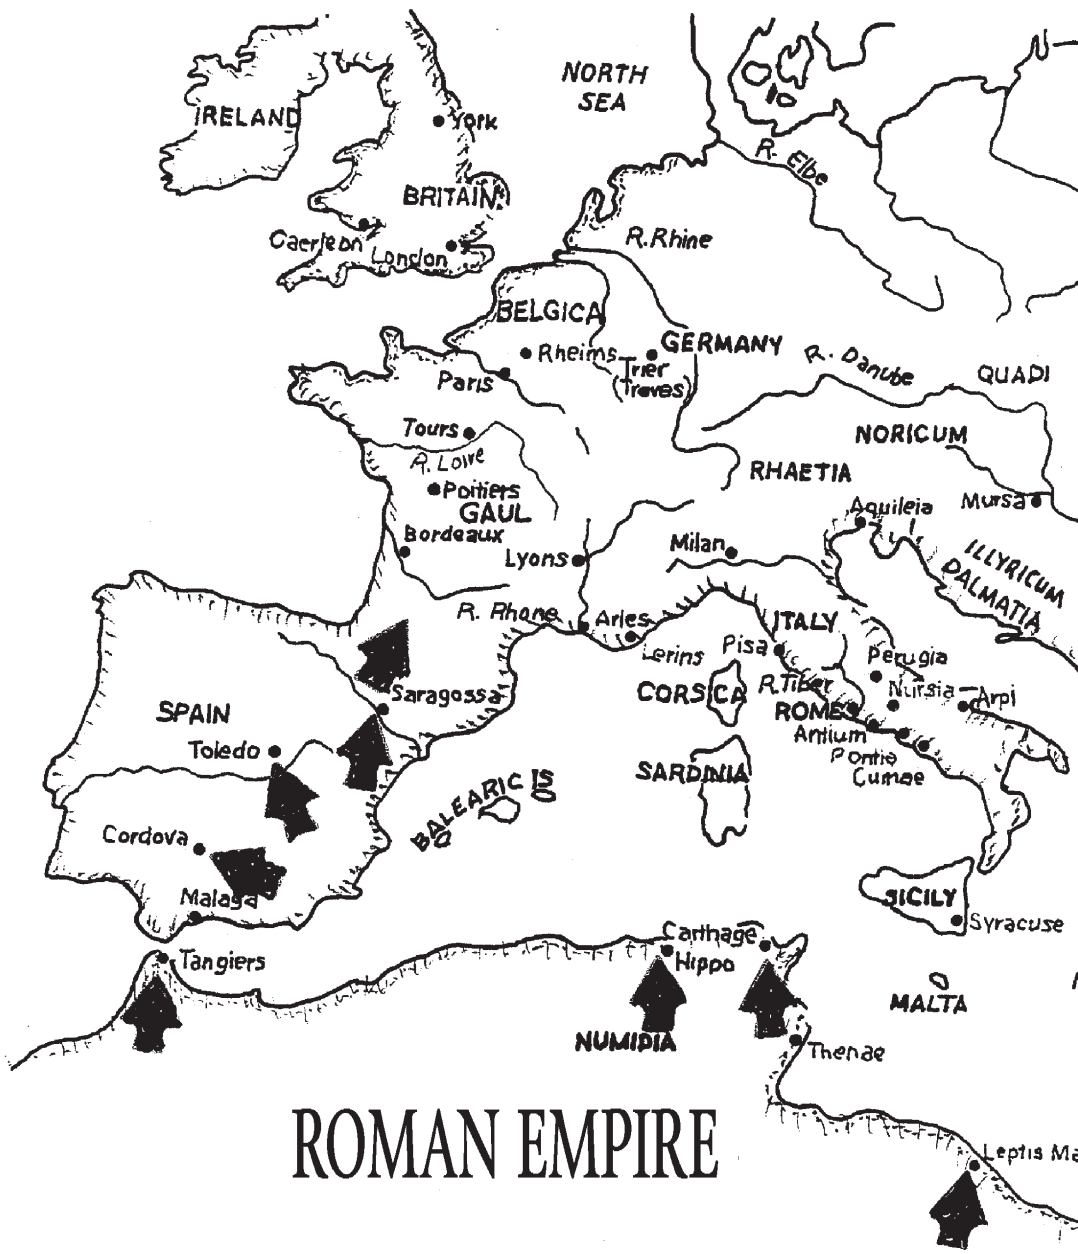 NORTH
SEA
IRELAND
York
R. Elbe
BRITAIN
Caerleon
London
R. Rhine
BELGICA
Rheims
GERMANY
Trier
(Traves)
Paris
R. Danube
QUADI
Tours
R. Loire
NORICUM
RHAETIA
Poitiers
GAUL
Bordeaux
Lyons
Milan
Aquileia
Mursa
ILLYRICUM
DALMATIA
R. Rhone
Arles
Lerins
ITALY
Pisa
Perugia
CORSICA
R. Tiber
Nursia
Arpi
ROME
Antium
Pontie
Cumae
Saragossa
SPAIN
Toledo
SARDINIA
BALEARIC IS
Cordova
Malaga
SICILY
Syracuse
Tangiers
Carthage
Hippo
MALTA
NUMIDIA
Thenae
ROMAN EMPIRE
Leptis Ma